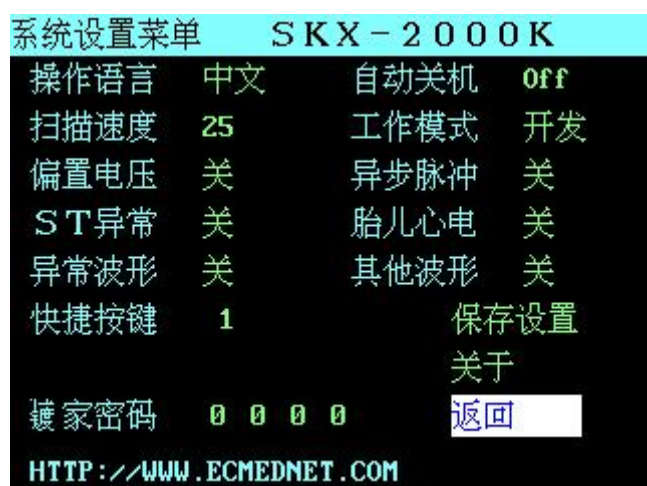 系统设置菜单 SKX-2000K
操作语言 中文 自动关机 Off
扫描速度 25 工作模式 开发
偏置电压 关 异步脉冲 关
ST异常 关 胎儿心电 关
异常波形 关 其他波形 关
快捷按键 1 保存设置
关于
家密码 0 0 0 0 返回
HTTP://WWW.ECMEDNET.COM